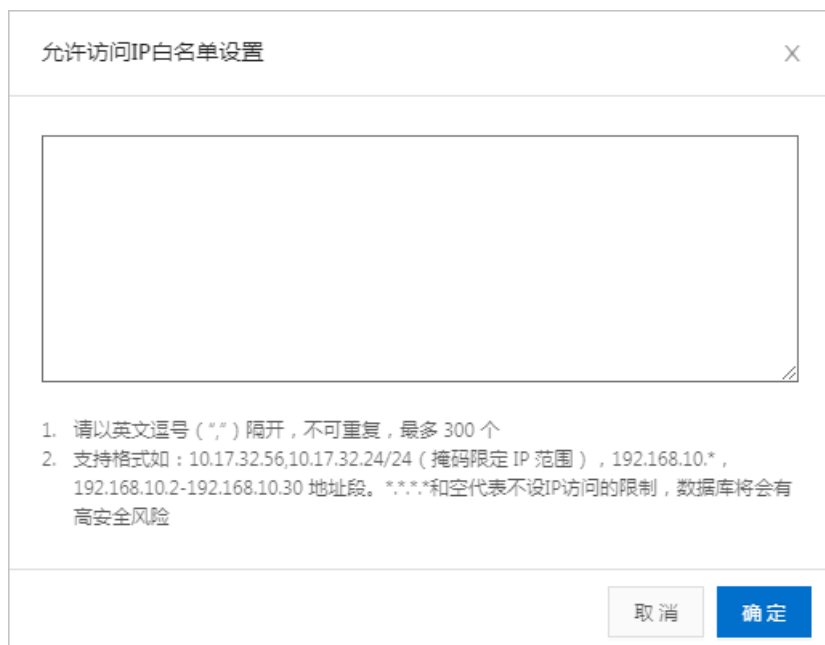 允许访问IP白名单设置
1. 请以英文逗号（“,”）隔开，不可重复，最多 300 个
2. 支持格式如：10.17.32.56,10.17.32.24/24（掩码限定 IP 范围），192.168.10.*，
192.168.10.2-192.168.10.30 地址段。*.*.*.*和空代表不设IP访问的限制，数据库将会有
高安全风险
取消 确定